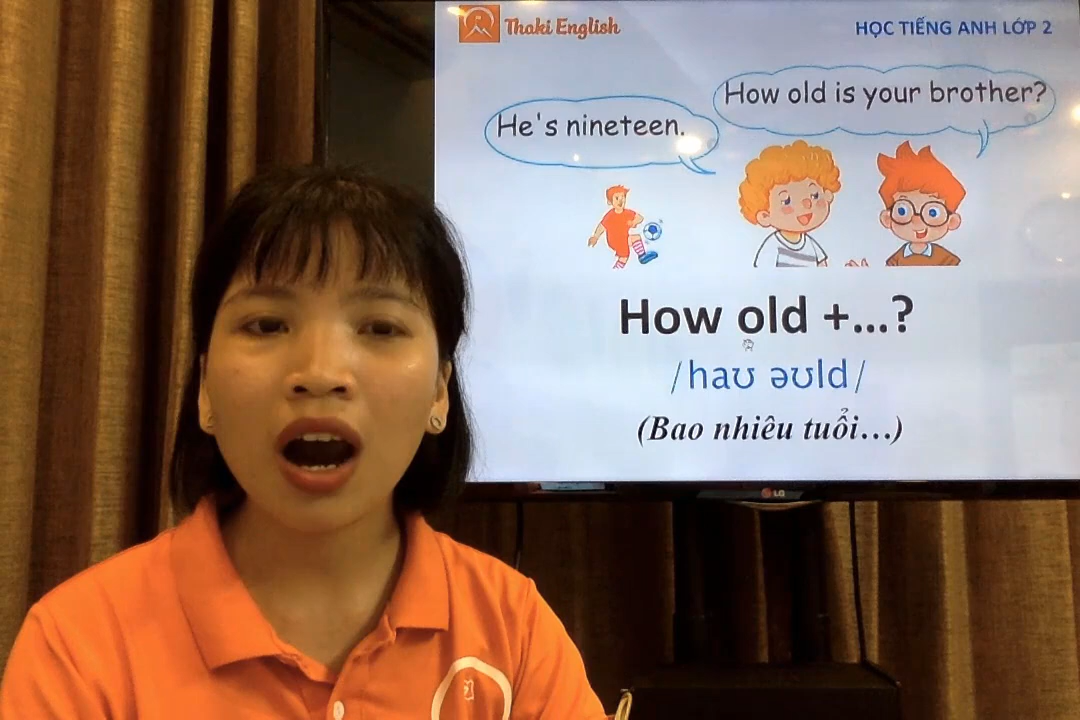 Thaki English
HỌC TIẾNG ANH LỚP 2
How old is your brother?
He's nineteen.
How old +...?
/haʊ əʊld/
(Bao nhiêu tuổi...)
LG